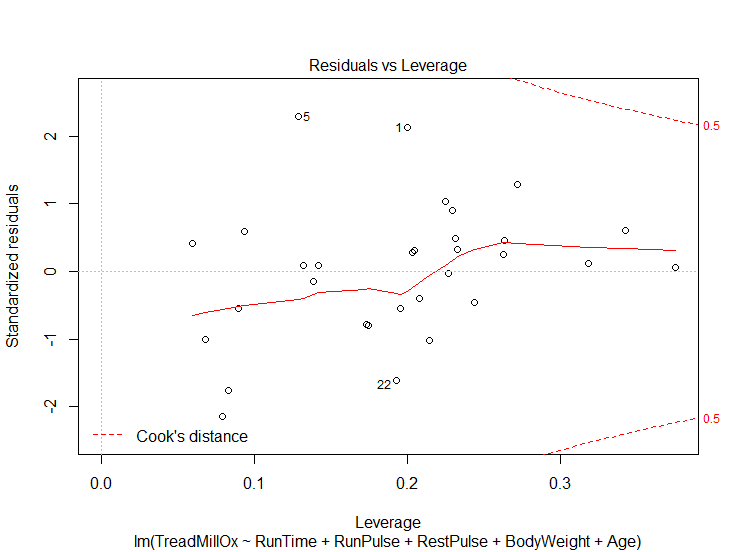 Residuals vs Leverage
Standardized residuals
2
1
0
-1
-2
5
1
22
0.5
0.5
Cook's distance
0.0
0.1
0.2
0.3
Leverage
lm(TreadMillOx ~ RunTime + RunPulse + RestPulse + BodyWeight + Age)